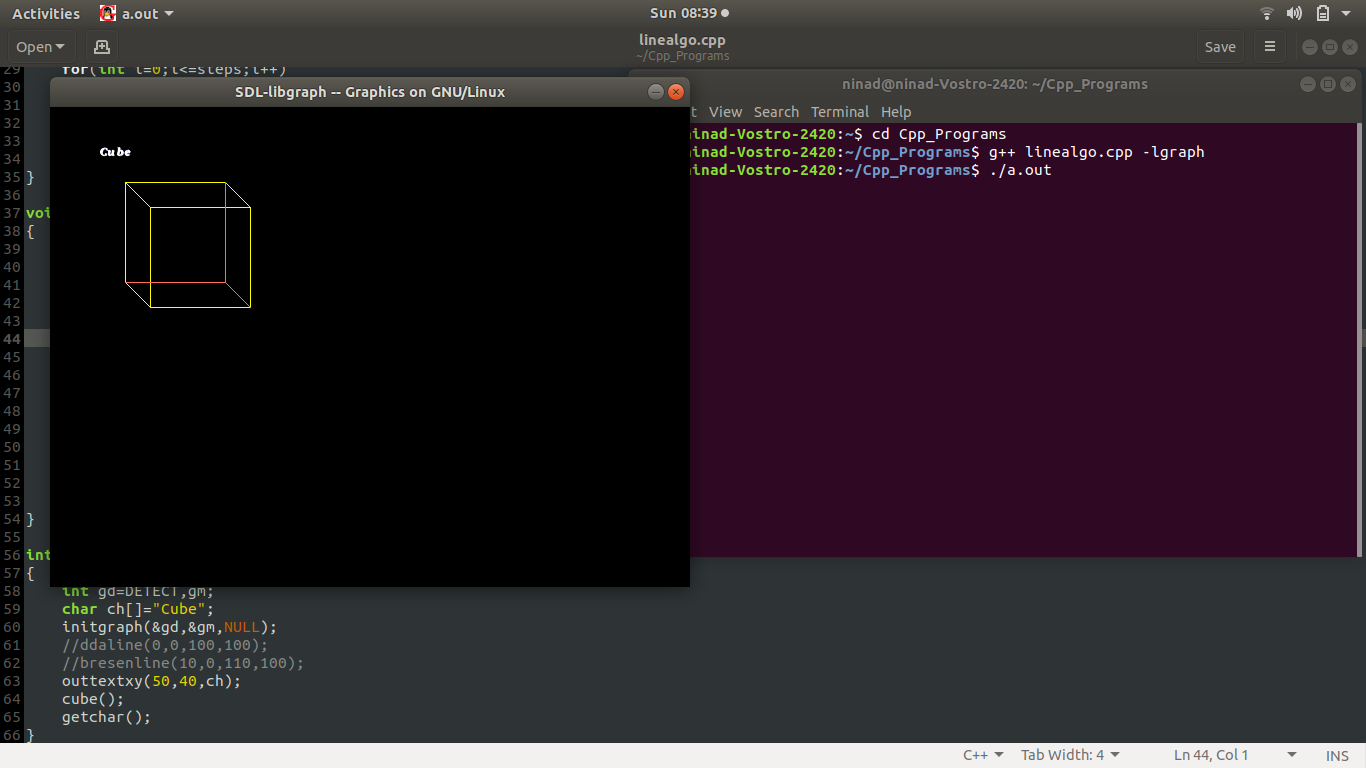 Activities a.out Sun 08:39
Open linealgo.cpp Save
~/Cpp_Programs
29 for(int i=0;i<=steps;i++)
SDL-libgraph -- Graphics on GNU/Linux
ninad@ninad-Vostro-2420: ~/Cpp_Programs
t View Search Terminal Help
inad-Vostro-2420:~$ cd Cpp_Programs
inad-Vostro-2420:~/Cpp_Programs$ g++ linealgo.cpp -lgraph
inad-Vostro-2420:~/Cpp_Programs$ ./a.out
Cube
30
31
32
33
34
35 }
36
37 voi
38 {
39
40
41
42
43
44
45
46
47
48
49
50
51
52
53
54 }
55
56 int
57 {
58 int gd=DETECT,gm;
59 char ch[]="Cube";
60 initgraph(&gd,&gm,NULL);
61 //ddaline(0,0,100,100);
62 //bresenline(10,0,110,100);
63 outtextxy(50,40,ch);
64 cube();
65 getchar();
66 }
C++ Tab Width: 4 Ln 44, Col 1 INS